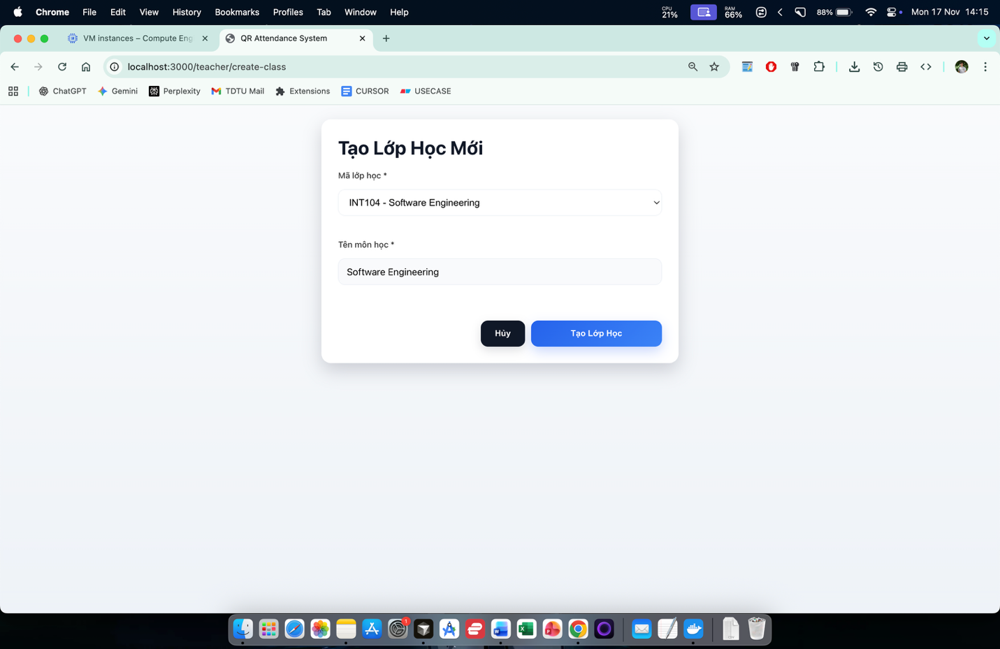 Chrome File Edit View History Bookmarks Profiles Tab Window Help CPU 21% RAM 66% 88% Mon 17 Nov 14:15
VM instances – Compute Eng QR Attendance System
localhost:3000/teacher/create-class
ChatGPT Gemini Perplexity TDTU Mail Extensions CURSOR USECASE
Tạo Lớp Học Mới
Mã lớp học *
INT104 - Software Engineering
Tên môn học *
Software Engineering
Hủy Tạo Lớp Học
1